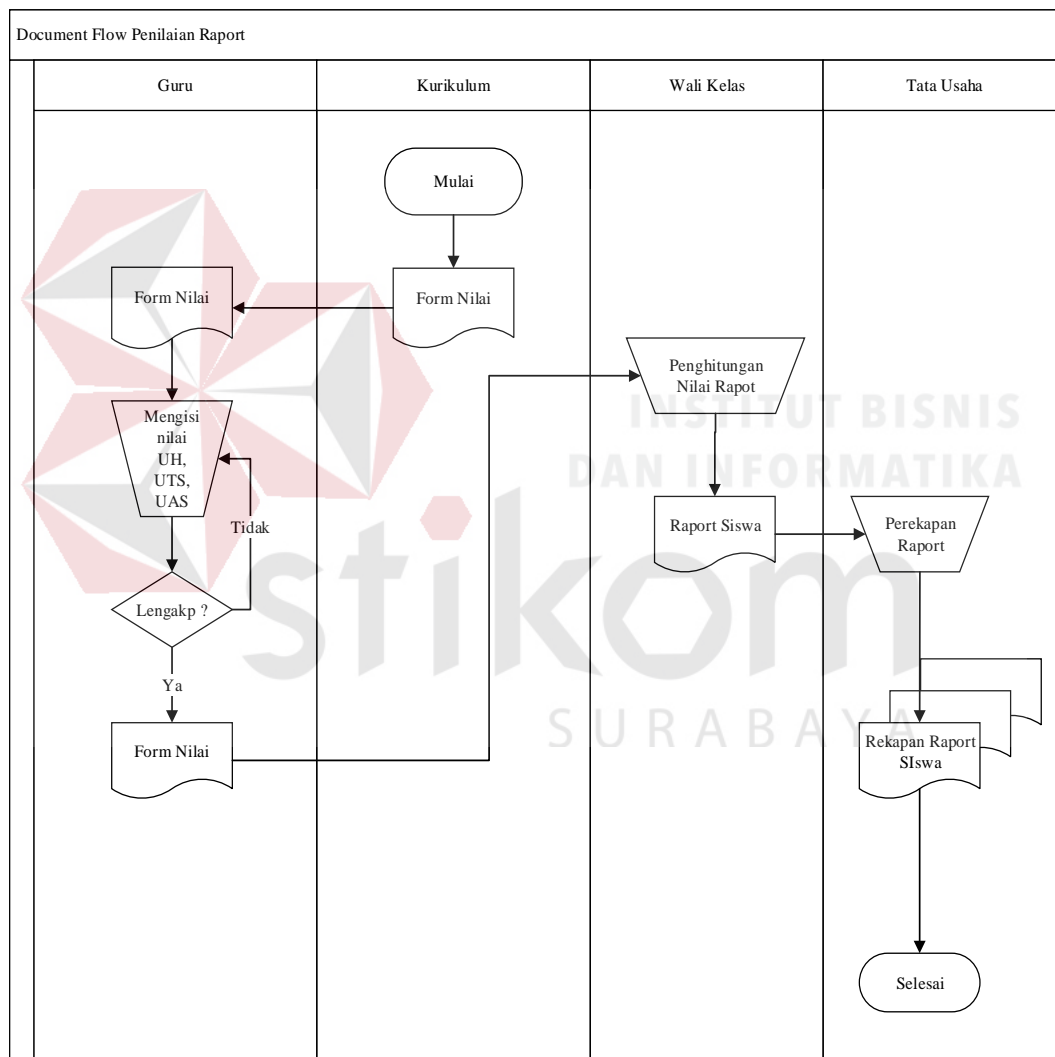 Document Flow Penilaian Raport
Guru
Kurikulum
Wali Kelas
Tata Usaha
Mulai
Form Nilai
Form Nilai
Penghitungan
Nilai Rapot
Mengisi
nilai
UH,
UTS,
UAS
INSTITUT BISNIS
DAN INFORMATIKA
Raport Siswa
Perekapan
Raport
Tidak
stikom
Lengakp ?
Ya
SURABAYA
Form Nilai
Rekapan Raport
SIswa
Selesai